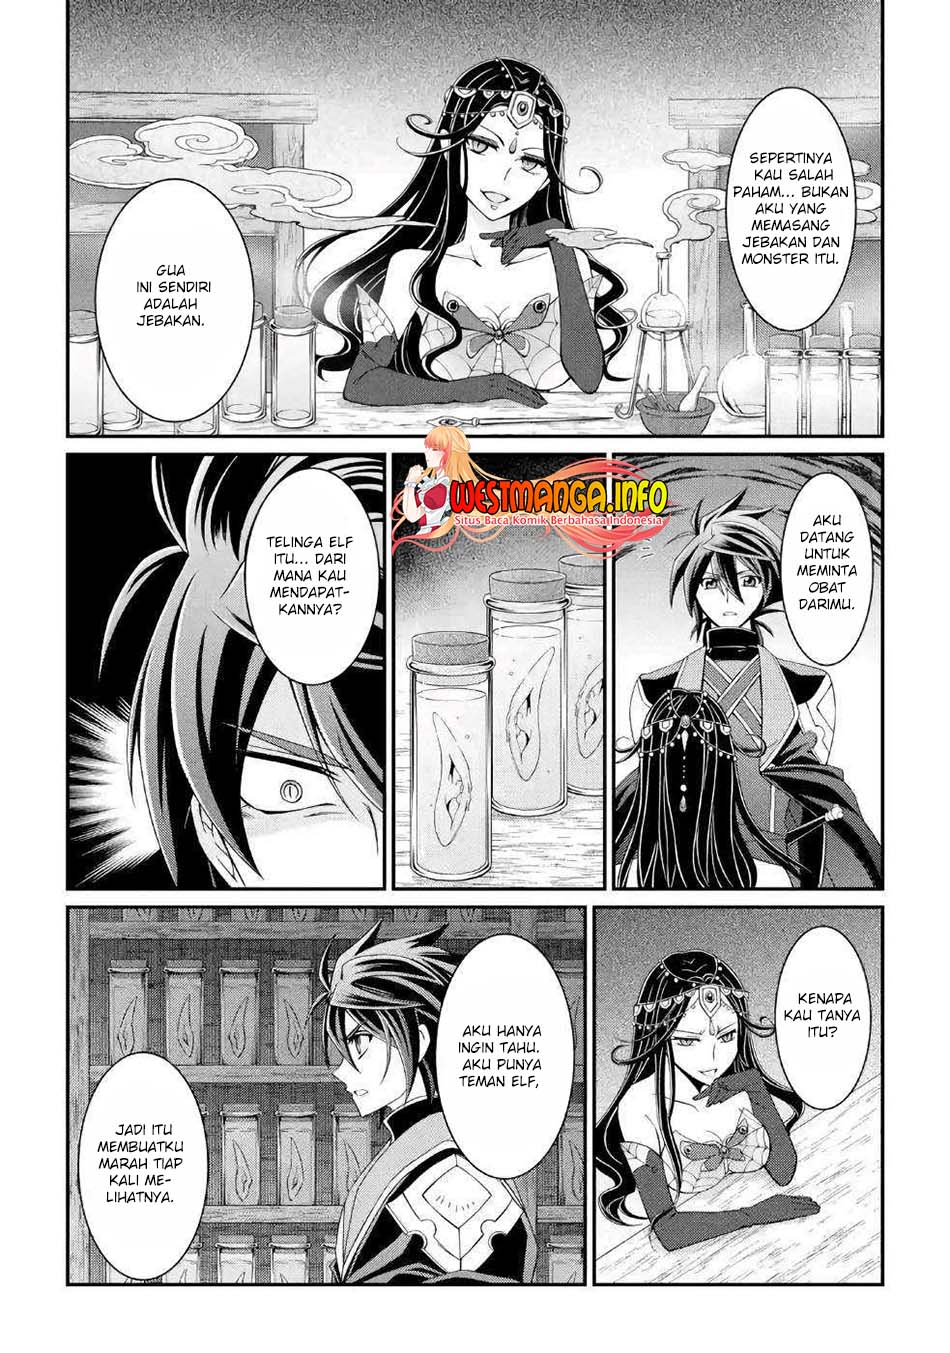 SEPERTINYA
KAU SALAH
PAHAM... BUKAN
AKU YANG
MEMASANG
JEBAKAN DAN
MONSTER ITU.
GUA
INI SENDIRI
ADALAH
JEBAKAN.
AKU
DATANG
UNTUK
MEMINTA
OBAT
DARIMU.
WESTMANGA.INFO
Situs Baca Komik Berbahasa Indonesia
TELINGA ELF
ITU... DARI
MANA KAU
MENDAPAT-
KANNYA?
KENAPA
KAU TANYA
ITU?
AKU HANYA
INGIN TAHU.
AKU PUNYA
TEMAN ELF,
JADI ITU
MEMBUATKU
MARAH TIAP
KALI ME-
LIHATNYA.